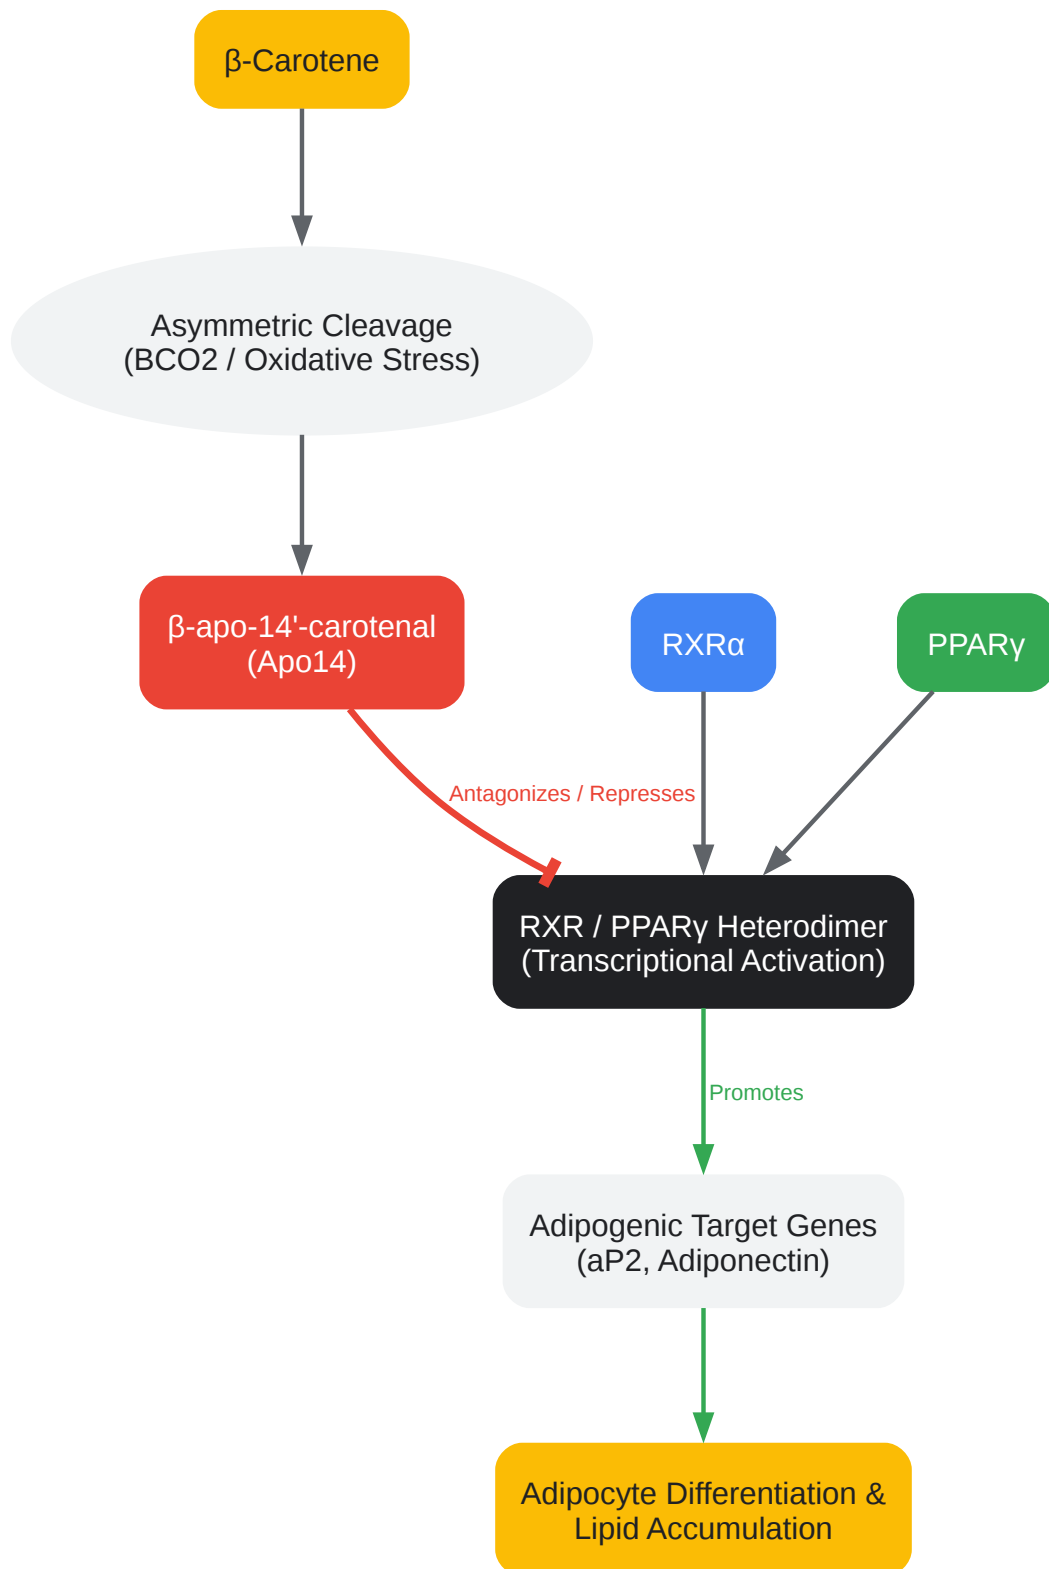 β-Carotene
Asymmetric Cleavage
(BCO2 / Oxidative Stress)
β-apo-14'-carotenal
(Apo14)
RXRα
PPARγ
Antagonizes / Represses
RXR / PPARγ Heterodimer
(Transcriptional Activation)
Promotes
Adipogenic Target Genes
(aP2, Adiponectin)
Adipocyte Differentiation &
Lipid Accumulation